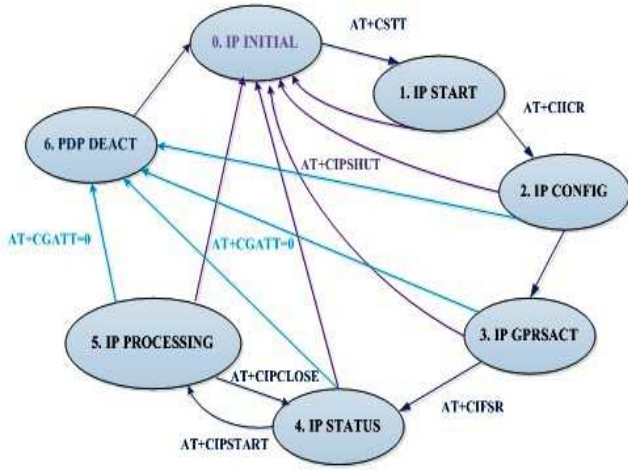 AT+CSTT
0. IP INITIAL
1. IP START
AT+CIICR
6. PDP DEACT
AT+CIPSHUT
2. IP CONFIG
AT+CGATT=0
AT+CGATT=0
5. IP PROCESSING
3. IP GPRSACT
AT+CIPCLOSE
AT+CIFSR
4. IP STATUS
AT+CIPSTART